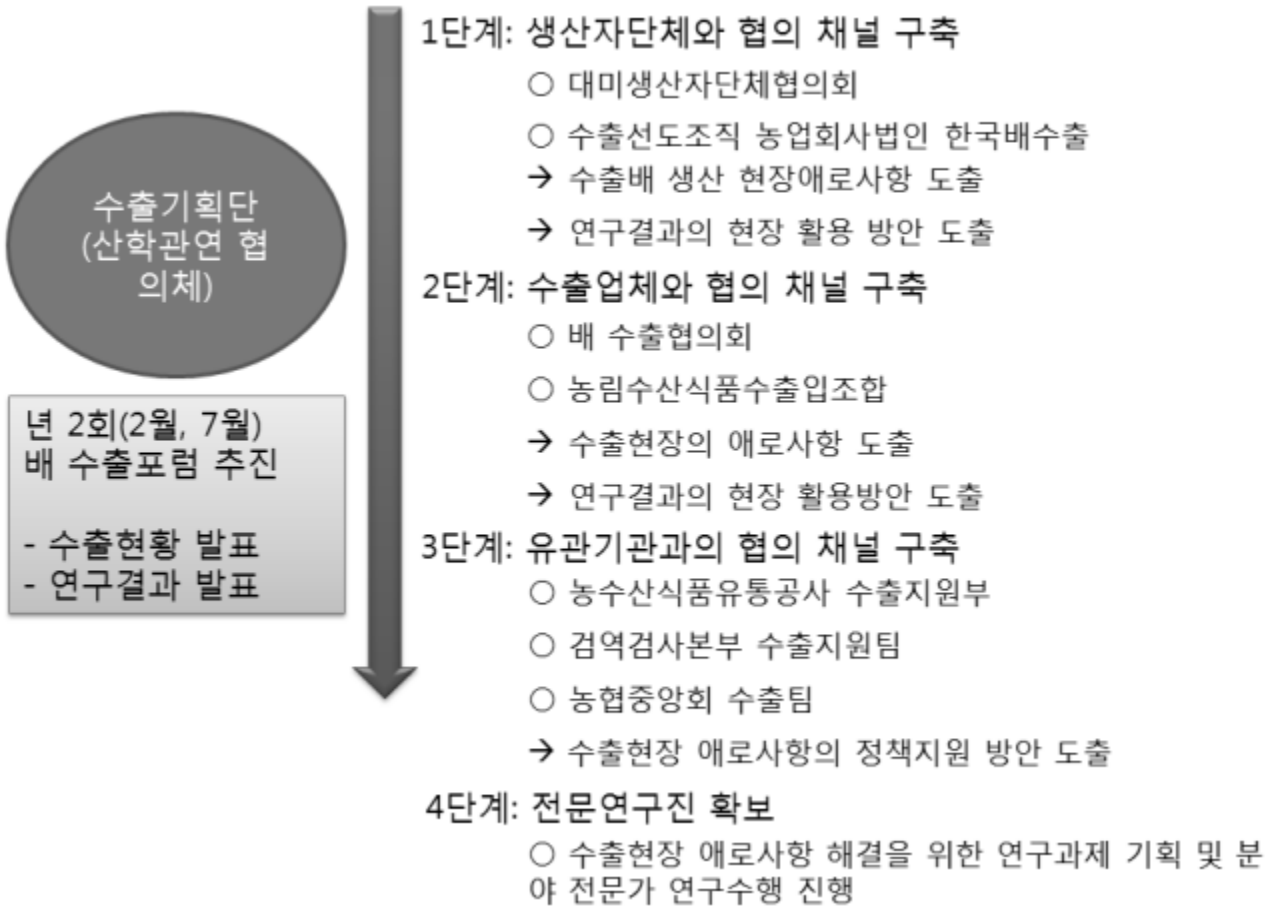 수출기획단
(산학관연 협
의체)
년 2회(2월, 7월)
배 수출포럼 추진
- 수출현황 발표
- 연구결과 발표
1단계: 생산자단체와 협의 채널 구축
○ 대미생산자단체협의회
○ 수출선도조직 농업회사법인 한국배수출
→ 수출배 생산 현장애로사항 도출
→ 연구결과의 현장 활용 방안 도출
2단계: 수출업체와 협의 채널 구축
○ 배 수출협의회
○ 농림수산식품수출입조합
→ 수출현장의 애로사항 도출
→ 연구결과의 현장 활용방안 도출
3단계: 유관기관과의 협의 채널 구축
○ 농수산식품유통공사 수출지원부
○ 검역검사본부 수출지원팀
○ 농협중앙회 수출팀
→ 수출현장 애로사항의 정책지원 방안 도출
4단계: 전문연구진 확보
○ 수출현장 애로사항 해결을 위한 연구과제 기획 및 분
야 전문가 연구수행 진행